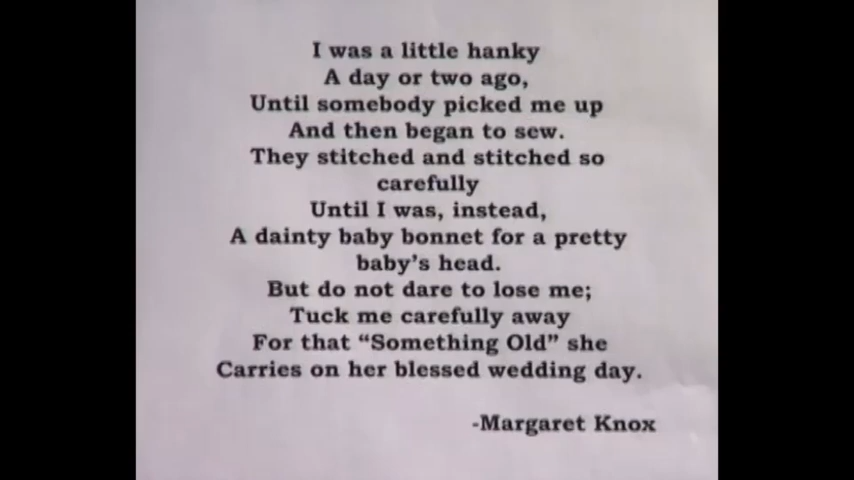 I was a little hanky
A day or two ago,
Until somebody picked me up
And then began to sew.
They stitched and stitched so
carefully
Until I was, instead,
A dainty baby bonnet for a pretty
baby's head.
But do not dare to lose me;
Tuck me carefully away
For that “Something Old” she
Carries on her blessed wedding day.
-Margaret Knox